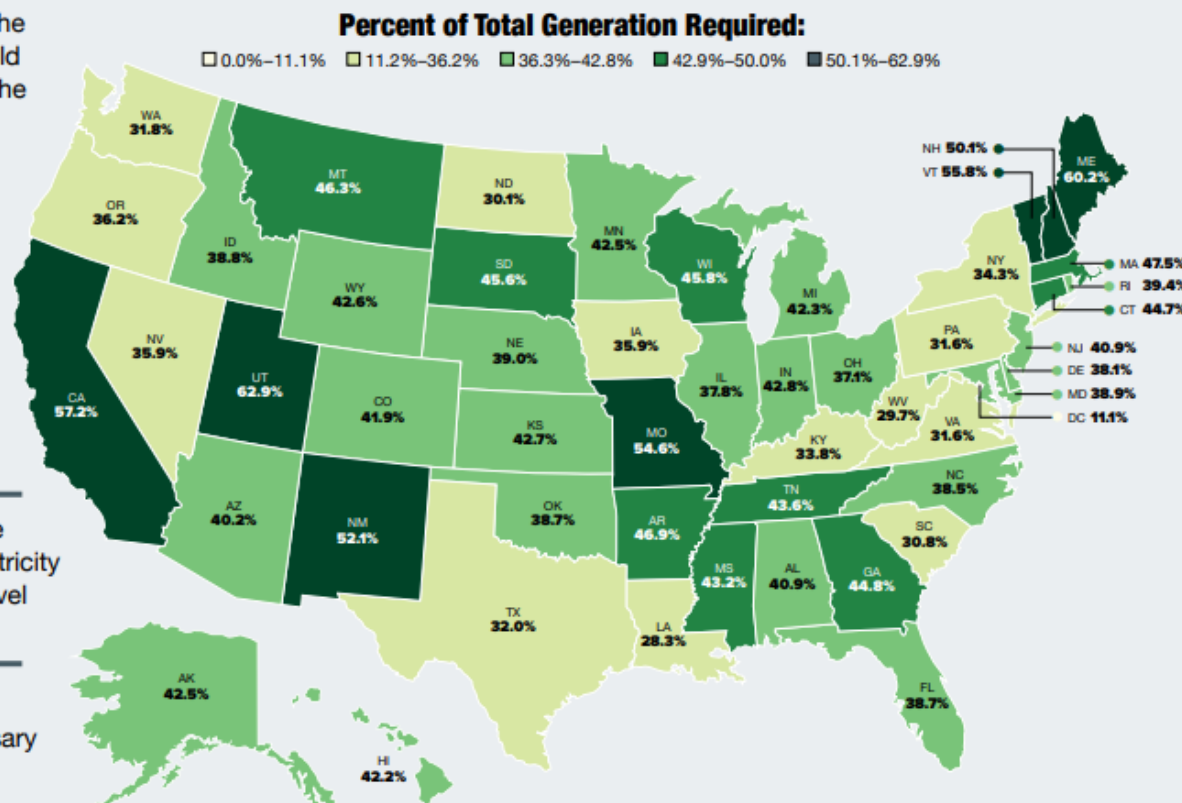 he
ld
he
tricity
vel
sary
Percent of Total Generation Required:
0.0%–11.1% 11.2%–36.2% 36.3%–42.8% 42.9%–50.0% 50.1%–62.9%
WA
31.8%
OR
36.2%
CA
57.2%
ID
38.8%
NV
35.9%
MT
46.3%
WY
42.6%
UT
62.9%
AZ
40.2%
CO
41.9%
NM
52.1%
ND
30.1%
SD
45.6%
NE
39.0%
KS
42.7%
OK
38.7%
TX
32.0%
MN
42.5%
IA
35.9%
MO
54.6%
AR
46.9%
LA
28.3%
WI
45.8%
IL
37.8%
MI
42.3%
IN
42.8%
OH
37.1%
KY
33.8%
TN
43.6%
MS
43.2%
AL
40.9%
GA
44.8%
FL
38.7%
SC
30.8%
NC
38.5%
VA
31.6%
WV
29.7%
PA
31.6%
NY
34.3%
NH 50.1%
VT 55.8%
ME
60.2%
MA 47.5%
RI 39.4%
CT 44.7%
NJ 40.9%
DE 38.1%
MD 38.9%
DC 11.1%
AK
42.5%
HI
42.2%